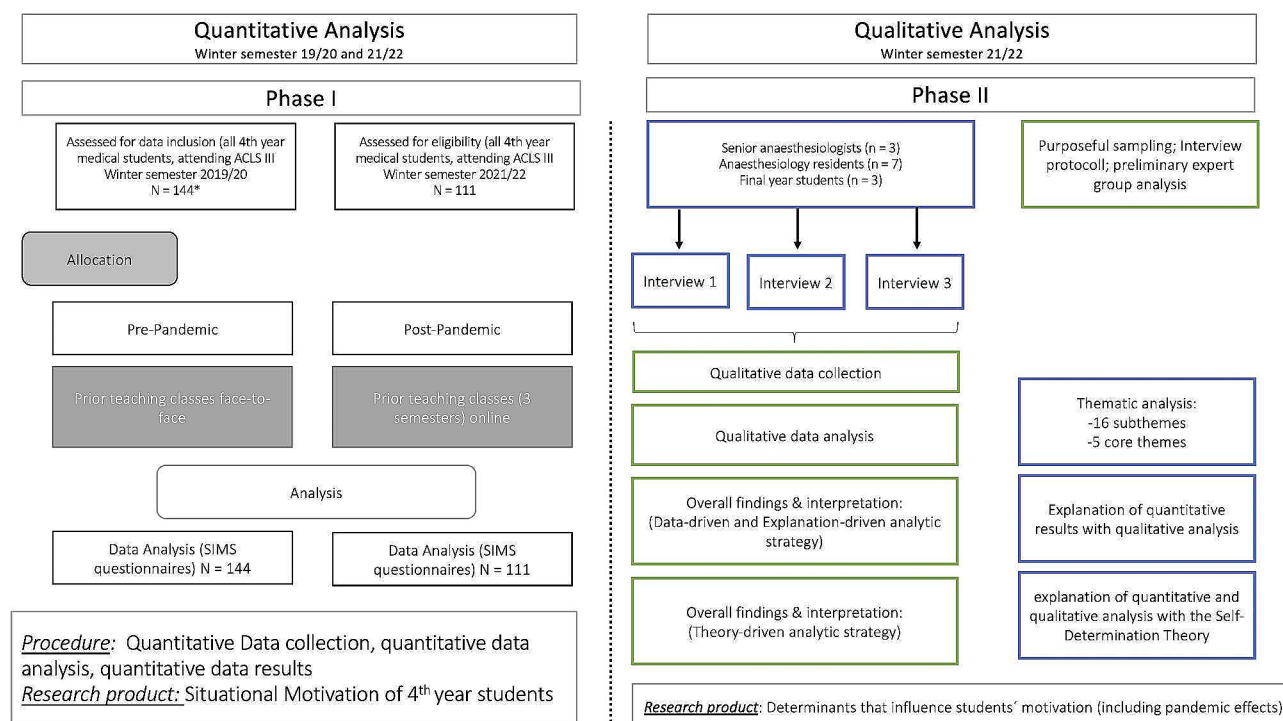 Quantitative Analysis
Winter semester 19/20 and 21/22
Phase I
Assessed for data inclusion (all 4th year
medical students, attending ACLS III
Winter semester 2019/20
N = 144*
Assessed for eligibility (all 4th year
medical students, attending ACLS III
Winter semester 2021/22
N = 111
Allocation
Pre-Pandemic
Post-Pandemic
Prior teaching classes face-to-
face
Prior teaching classes (3
semesters) online
Analysis
Data Analysis (SIMS
questionnaires) N = 144
Data Analysis (SIMS
questionnaires) N = 111
Procedure: Quantitative Data collection, quantitative data
analysis, quantitative data results
Research product: Situational Motivation of 4th year students
Qualitative Analysis
Winter semester 21/22
Phase II
Senior anaesthesiologists (n = 3)
Anaesthesiology residents (n = 7)
Final year students (n = 3)
Purposeful sampling; Interview
protocoll; preliminary expert
group analysis
Interview 1
Interview 2
Interview 3
Qualitative data collection
Qualitative data analysis
Thematic analysis:
-16 subthemes
-5 core themes
Overall findings & interpretation:
(Data-driven and Explanation-driven analytic
strategy)
Explanation of quantitative
results with qualitative analysis
Overall findings & interpretation:
(Theory-driven analytic strategy)
explanation of quantitative and
qualitative analysis with the Self-
Determination Theory
Research product: Determinants that influence students´ motivation (including pandemic effects)